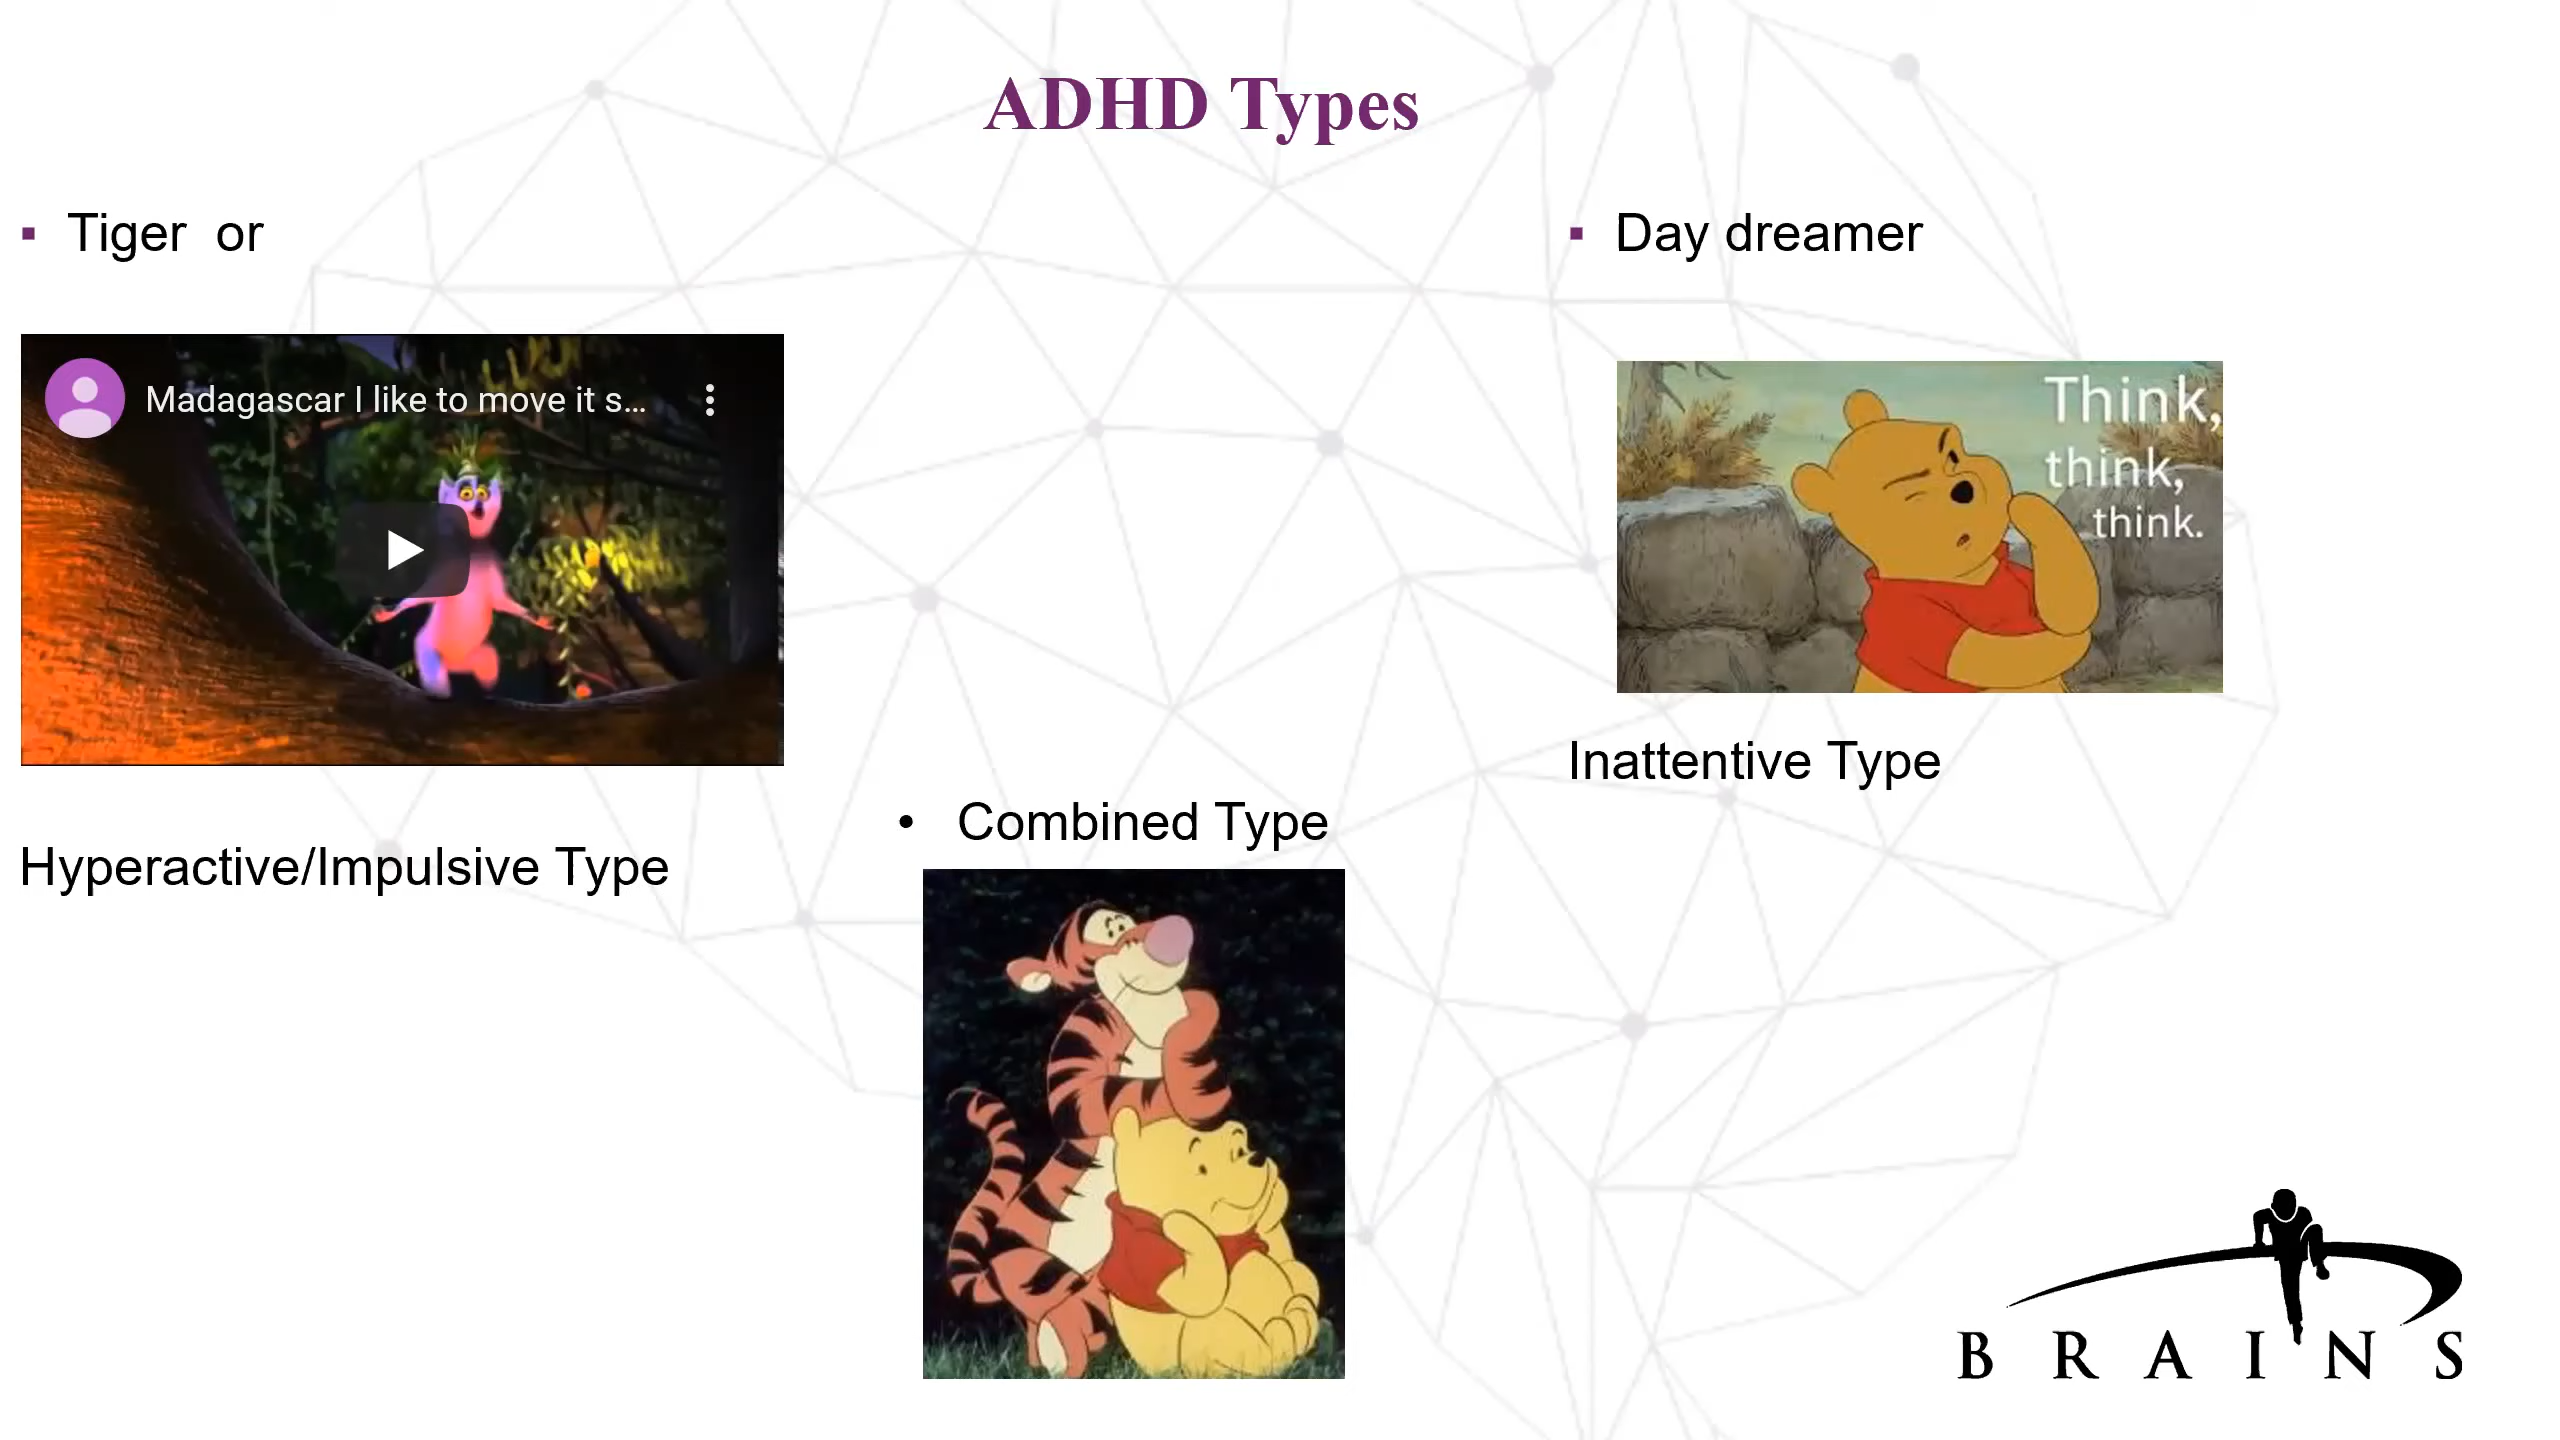 ADHD Types
Tiger or
Madagascar I like to move it s...
Hyperactive/Impulsive Type
Day dreamer
Think,
think,
think.
Inattentive Type
Combined Type
BRAINS